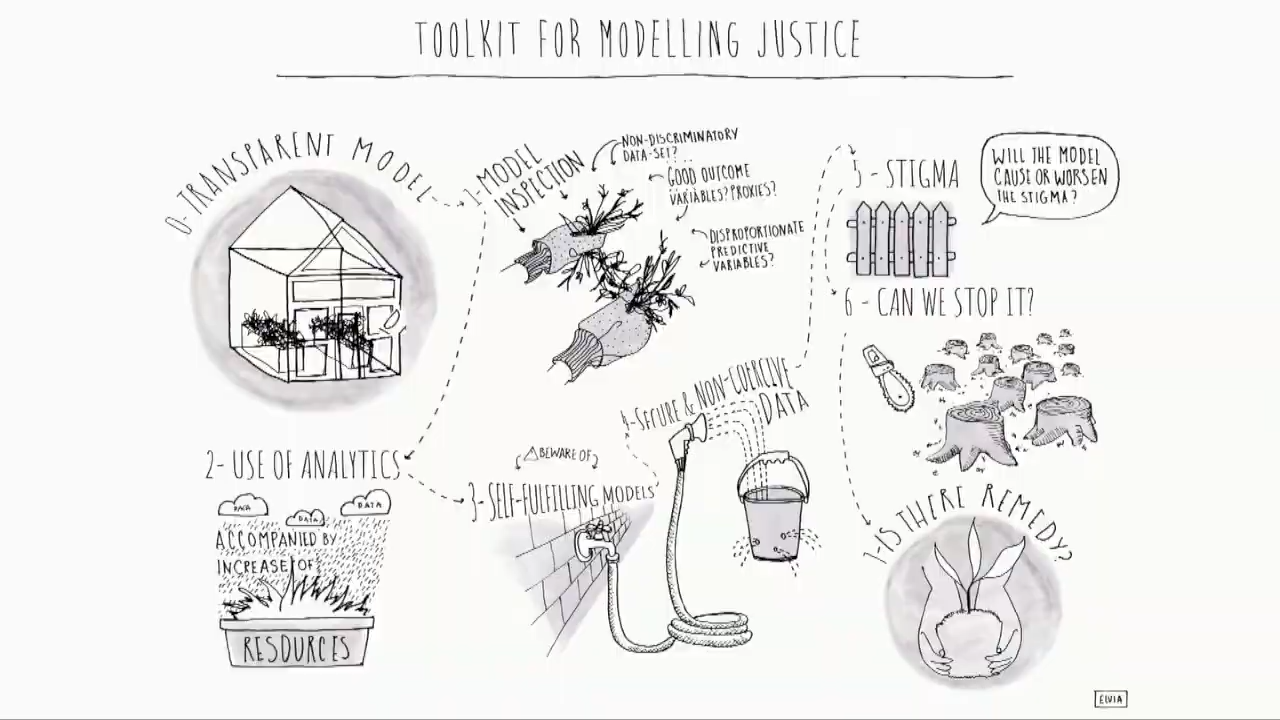 TOOLKIT FOR MODELLING JUSTICE
0-TRANSPARENT MODEL
1-MODEL
INSPECTION
NON-DISCRIMINATORY
DATA-SET?
GOOD OUTCOME
VARIABLES? PROXIES?
DISPROPORTIONATE
PREDICTIVE
VARIABLES?
2- USE OF ANALYTICS
DATA
DATA
DATA
ACCOMPANIED BY
INCREASE OF
RESOURCES
BEWARE OF
3- SELF-FULFILLING MODELS
4-SECURE & NON-COERCIVE
DATA
5 - STIGMA
WILL THE MODEL
CAUSE OR WORSEN
THE STIGMA?
6 - CAN WE STOP IT?
7-IS THERE REMEDY?
ELVIA